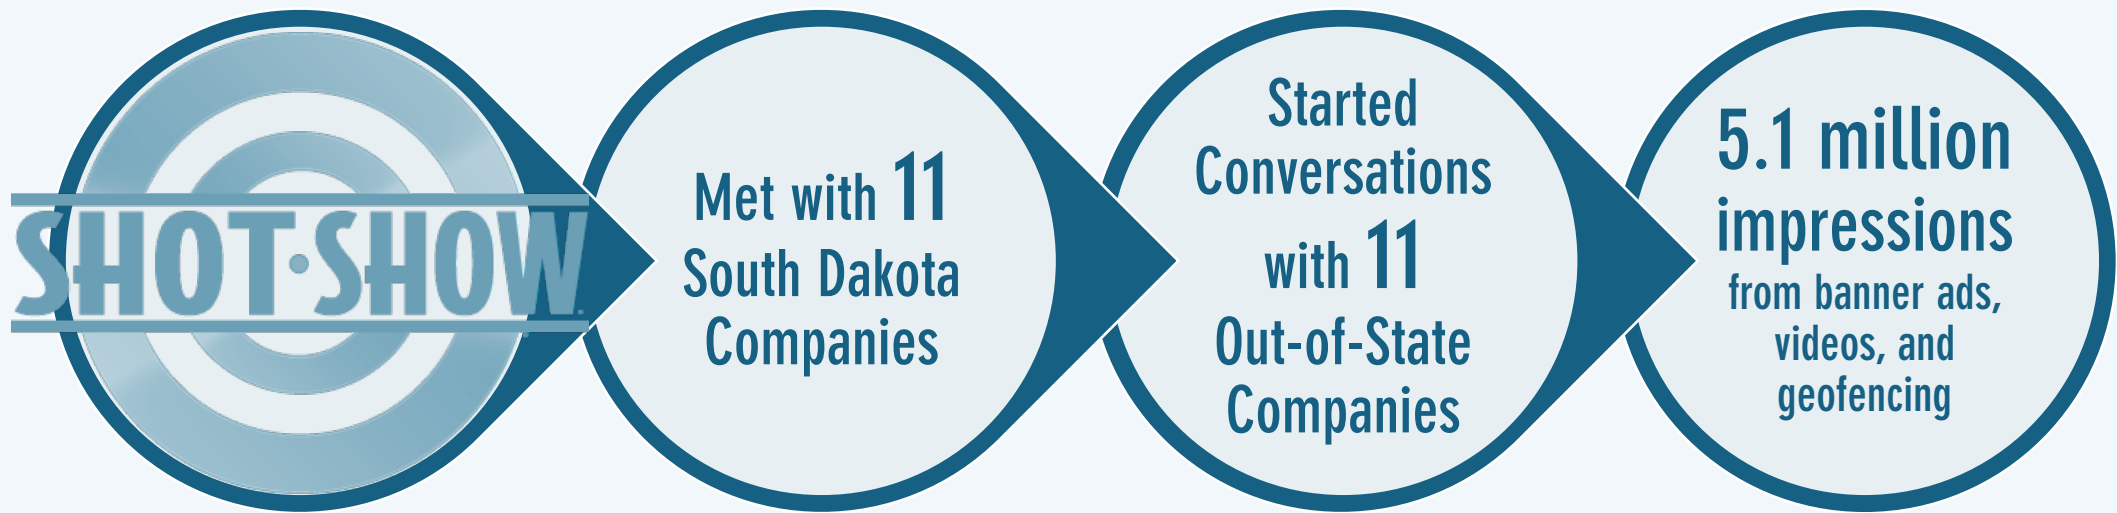 SHOT·SHOW
Met with 11
South Dakota
Companies
Started
Conversations
with 11
Out-of-State
Companies
5.1 million
impressions
from banner ads,
videos, and
geofencing